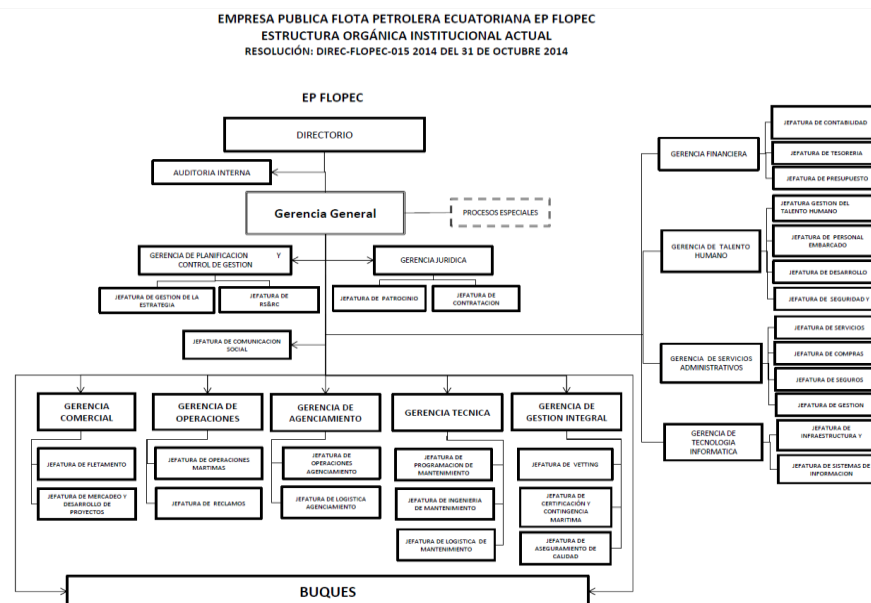 EMPRESA PUBLICA FLOTA PETROLERA ECUATORIANA EP FLOPEC
ESTRUCTURA ORGÁNICA INSTITUCIONAL ACTUAL
RESOLUCIÓN: DIREC-FLOPEC-015 2014 DEL 31 DE OCTUBRE 2014
EP FLOPEC
DIRECTORIO
AUDITORIA INTERNA
Gerencia General
PROCESOS ESPECIALES
GERENCIA DE PLANIFICACION Y
CONTROL DE GESTION
GERENCIA JURIDICA
JEFATURA DE GESTION DE LA
ESTRATEGIA
JEFATURA DE
RS&RC
JEFATURA DE PATROCINIO
JEFATURA DE
CONTRATACION
JEFATURA DE COMUNICACION
SOCIAL
GERENCIA FINANCIERA
JEFATURA DE CONTABILIDAD
JEFATURA DE TESORERIA
JEFATURA DE PRESUPUESTO
GERENCIA DE TALENTO
HUMANO
JEFATURA GESTION DEL
TALENTO HUMANO
JEFATURA DE PERSONAL
EMBARCADO
JEFATURA DE DESARROLLO
JEFATURA DE SEGURIDAD Y
GERENCIA DE SERVICIOS
ADMINISTRATIVOS
JEFATURA DE SERVICIOS
JEFATURA DE COMPRAS
JEFATURA DE SEGUROS
JEFATURA DE GESTION
GERENCIA DE
TECNOLOGIA
INFORMATICA
JEFATURA DE
INFRAESTRUCTURA Y
JEFATURA DE SISTEMAS DE
INFORMACION
GERENCIA
COMERCIAL
JEFATURA DE FLETAMENTO
JEFATURA DE MERCADEO Y
DESARROLLO DE
PROYECTOS
GERENCIA DE
OPERACIONES
JEFATURA DE OPERACIONES
MARTIMAS
JEFATURA DE RECLAMOS
GERENCIA DE
AGENCIAMIENTO
JEFATURA DE
OPERACIONES
AGENCIAMIENTO
JEFATURA DE LOGISTICA
AGENCIAMIENTO
GERENCIA TECNICA
JEFATURA DE
PROGRAMACION DE
MANTENIMIENTO
JEFATURA DE INGENIERIA
DE MANTENIMIENTO
JEFATURA DE LOGISTICA DE
MANTENIMIENTO
GERENCIA DE
GESTION INTEGRAL
JEFATURA DE VETTING
JEFATURA DE
CERTIFICACIÓN Y
CONTINGENCIA
MARITIMA
JEFATURA DE
ASEGURAMIENTO DE
CALIDAD
BUQUES